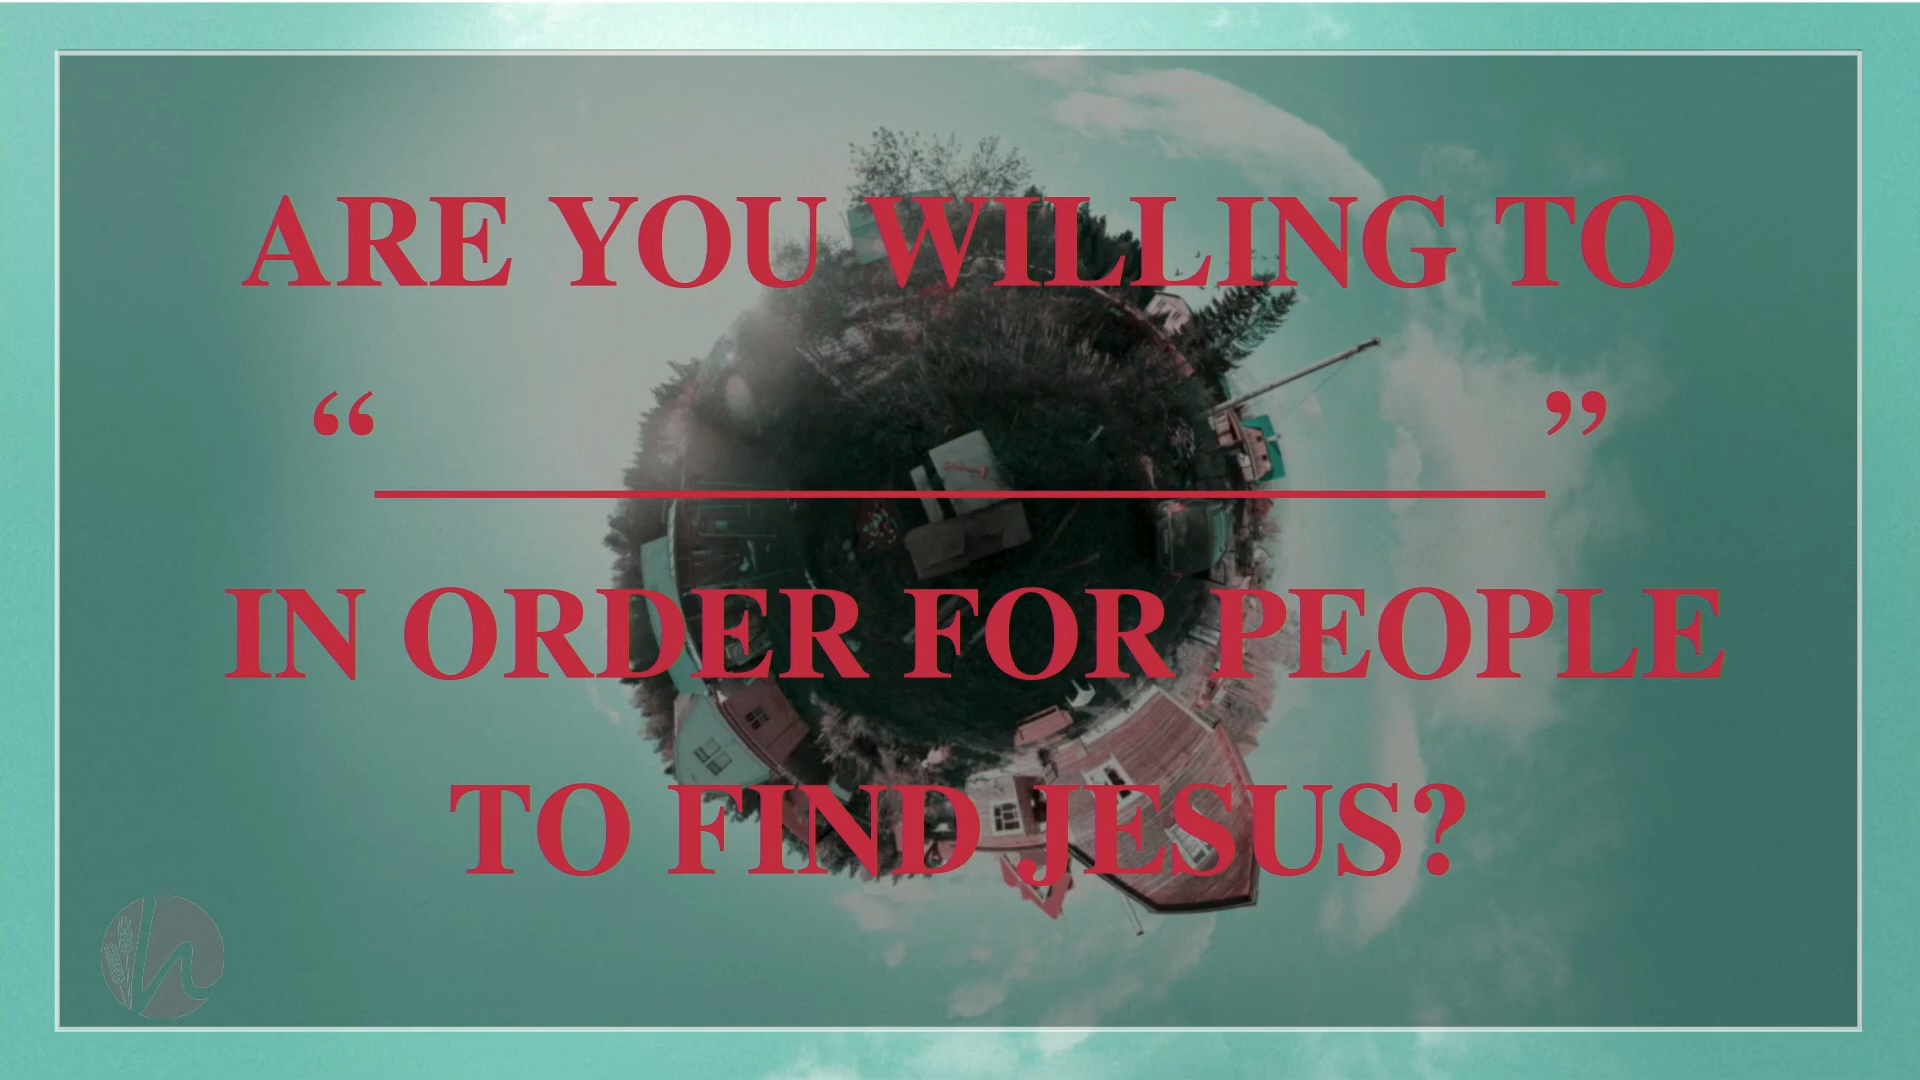 ARE YOU WILLING TO
“ ”
IN ORDER FOR PEOPLE
TO FIND JESUS?